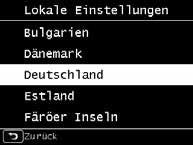 Lokale Einstellungen
Bulgarien
Dänemark
Deutschland
Estland
Färöer Inseln
Zurück